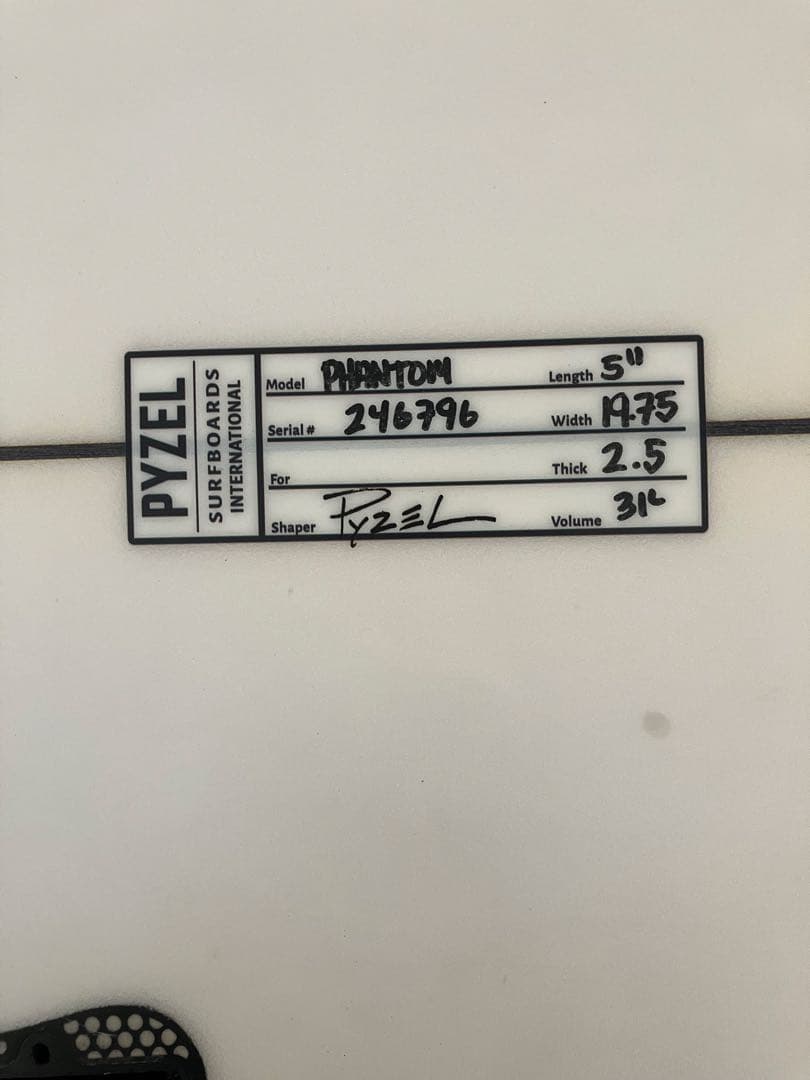 PYZEL
SURFBOARDS
INTERNATIONAL
Model PHANTOM Length 5"
Serial # 246796 Width 19.75
For Thick 2.5
Shaper PYZEL Volume 31L